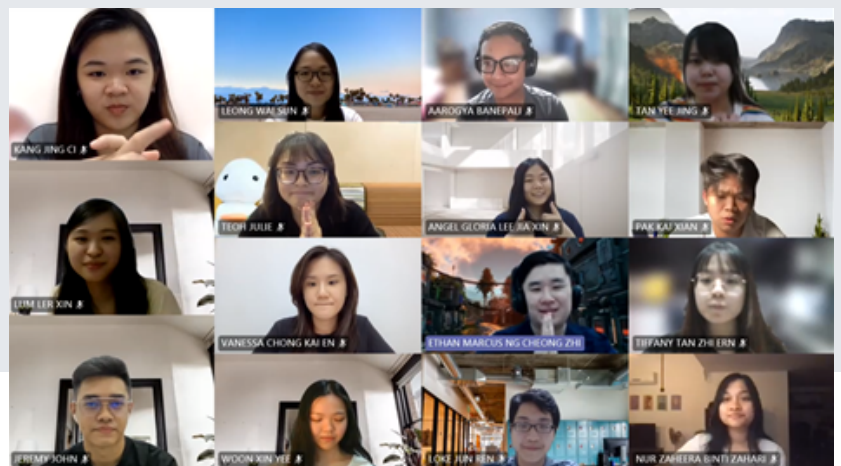 KANG JING CI
LEONG WAI SUN
AAROGYA BANEPALI
TAN YEE JING
TEOH JULIE
ANGEL GLORIA LEE JIA XIN
PAK KAI XIAN
LUM LER XIN
VANESSA CHONG KAI EN
ETHAN MARCUS NG CHEONG ZHI
TIFFANY TAN ZHI ERN
JEREMY JOHN
WOON XIN YEE
LOKE JUN REN
NUR ZAHEERA BINTI ZAHARI